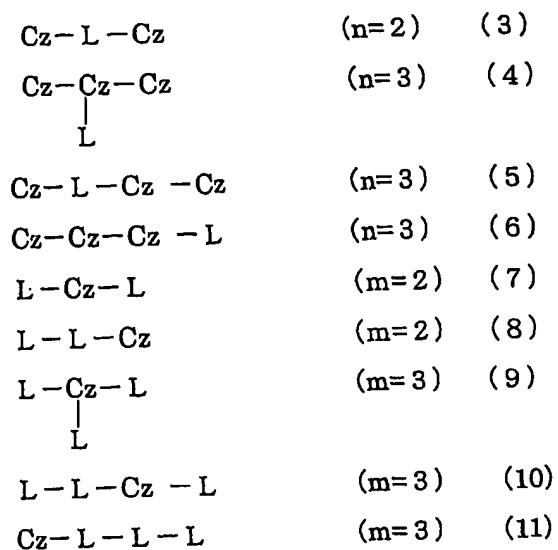 Cz-L-Cz (n=2) (3)
Cz-Cz-Cz (n=3) (4)
L
Cz-L-Cz-Cz (n=3) (5)
Cz-Cz-Cz-L (n=3) (6)
L-Cz-L (m=2) (7)
L-L-Cz (m=2) (8)
L-Cz-L (m=3) (9)
L
L-L-Cz-L (m=3) (10)
Cz-L-L-L (m=3) (11)